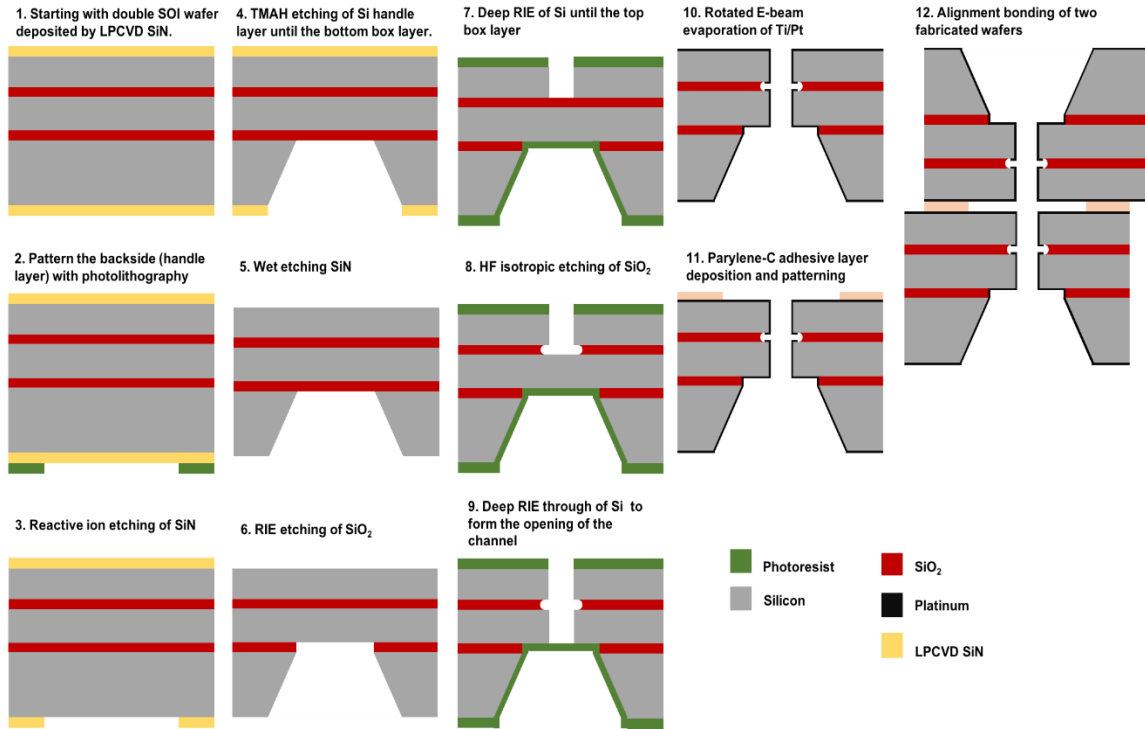 1. Starting with double SOI wafer
deposited by LPCVD SiN.
2. Pattern the backside (handle
layer) with photolithography
3. Reactive ion etching of SiN
4. TMAH etching of Si handle
layer until the bottom box layer.
5. Wet etching SiN
6. RIE etching of SiO₂
7. Deep RIE of Si until the top
box layer
8. HF isotropic etching of SiO₂
9. Deep RIE through of Si to
form the opening of the
channel
10. Rotated E-beam
evaporation of Ti/Pt
11. Parylene-C adhesive layer
deposition and patterning
12. Alignment bonding of two
fabricated wafers
Photoresist
Silicon
SiO₂
Platinum
LPCVD SiN